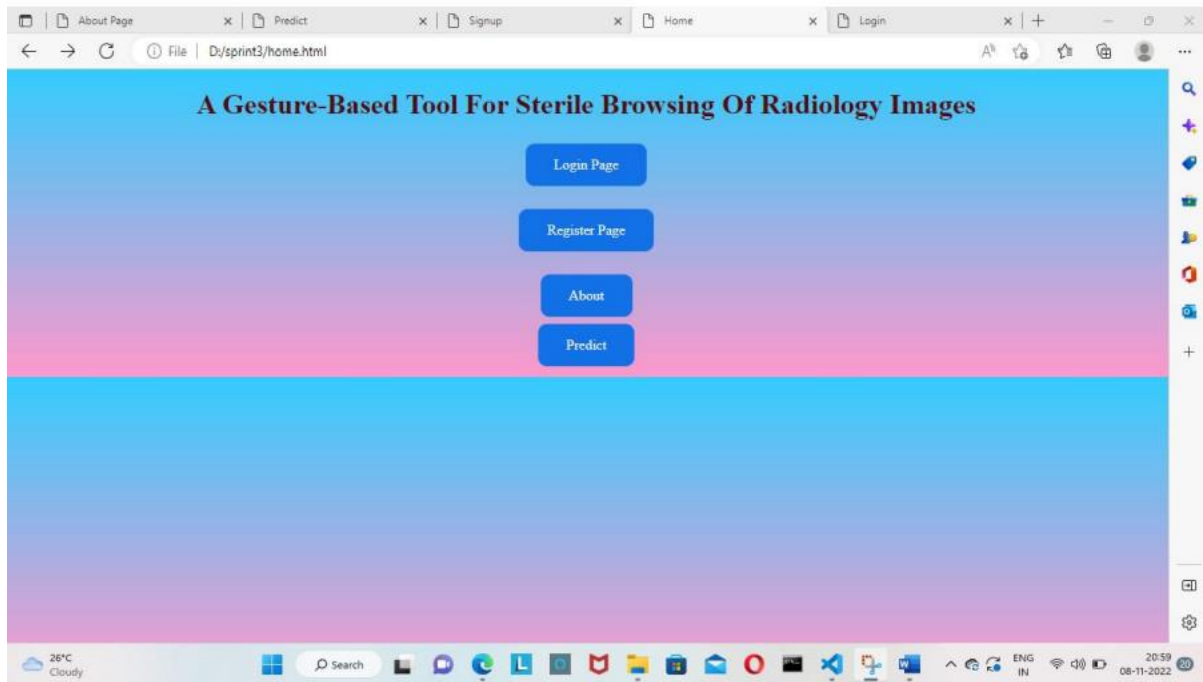 About Page
Predict
Signup
Home
Login
File
D:/sprint3/home.html
A Gesture-Based Tool For Sterile Browsing Of Radiology Images
Login Page
Register Page
About
Predict
26°C
Cloudy
Search
ENG
IN
20:59
08-11-2022
20